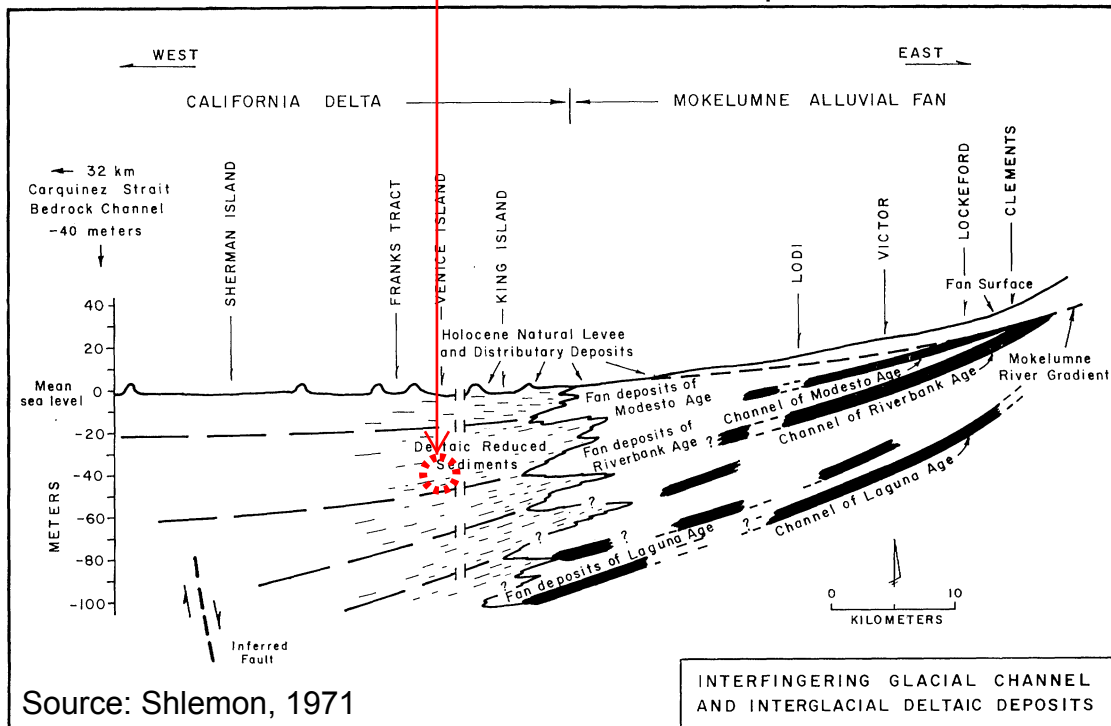 WEST
EAST
CALIFORNIA DELTA
MOKELUMNE ALLUVIAL FAN
32 km
Carquinez Strait
Bedrock Channel
-40 meters
SHERMAN ISLAND
FRANKS TRACT
VENICE ISLAND
KING ISLAND
LODI
VICTOR
LOCKEFORD
CLEMENTS
Fan Surface
40
20
Mean
sea level
0
-20
-40
-60
-80
-100
METERS
Holocene Natural Levee
and Distributary Deposits
Mokelumne
River Gradient
Fan deposits of
Modesto Age
Channel of Modesto Age
Channel of Riverbank Age
Fan deposits of
Riverbank Age
?
Deltaic Reduced
Sediments
?
?
?
?
?
Channel of Laguna Age
Fan deposits of Laguna Age
Inferred
Fault
0 10
KILOMETERS
Source: Shlemon, 1971
INTERFINGERING GLACIAL CHANNEL
AND INTERGLACIAL DELTAIC DEPOSITS